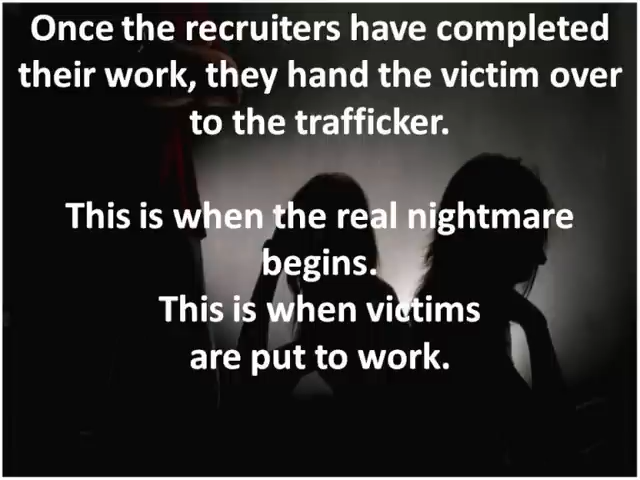 Once the recruiters have completed
their work, they hand the victim over
to the trafficker.
This is when the real nightmare
begins.
This is when victims
are put to work.